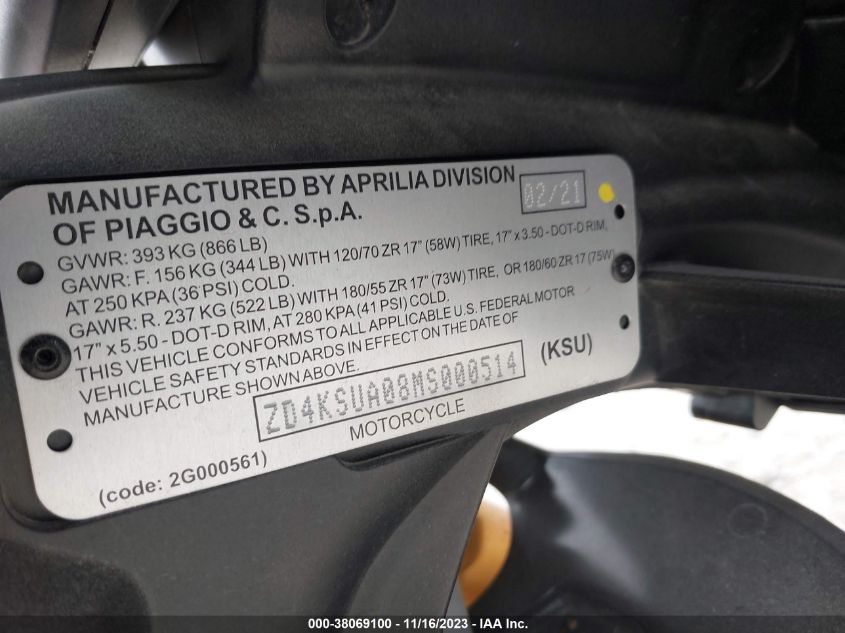 MANUFACTURED BY APRILIA DIVISION
OF PIAGGIO & C. S.p.A.
02/21
GVWR: 393 KG (866 LB)
GAWR: F. 156 KG (344 LB) WITH 120/70 ZR 17" (58W) TIRE, 17" x 3.50 - DOT-D RIM,
AT 250 KPA (36 PSI) COLD.
GAWR: R. 237 KG (522 LB) WITH 180/55 ZR 17" (73W) TIRE, OR 180/60 ZR 17 (75W)
17" x 5.50 - DOT-D RIM, AT 280 KPA (41 PSI) COLD.
THIS VEHICLE CONFORMS TO ALL APPLICABLE U.S. FEDERAL MOTOR
VEHICLE SAFETY STANDARDS IN EFFECT ON THE DATE OF
MANUFACTURE SHOWN ABOVE.
ZD4KSUA08MS000514
(KSU)
MOTORCYCLE
(code: 2G000561)
000-38069100 - 11/16/2023 - IAA Inc.